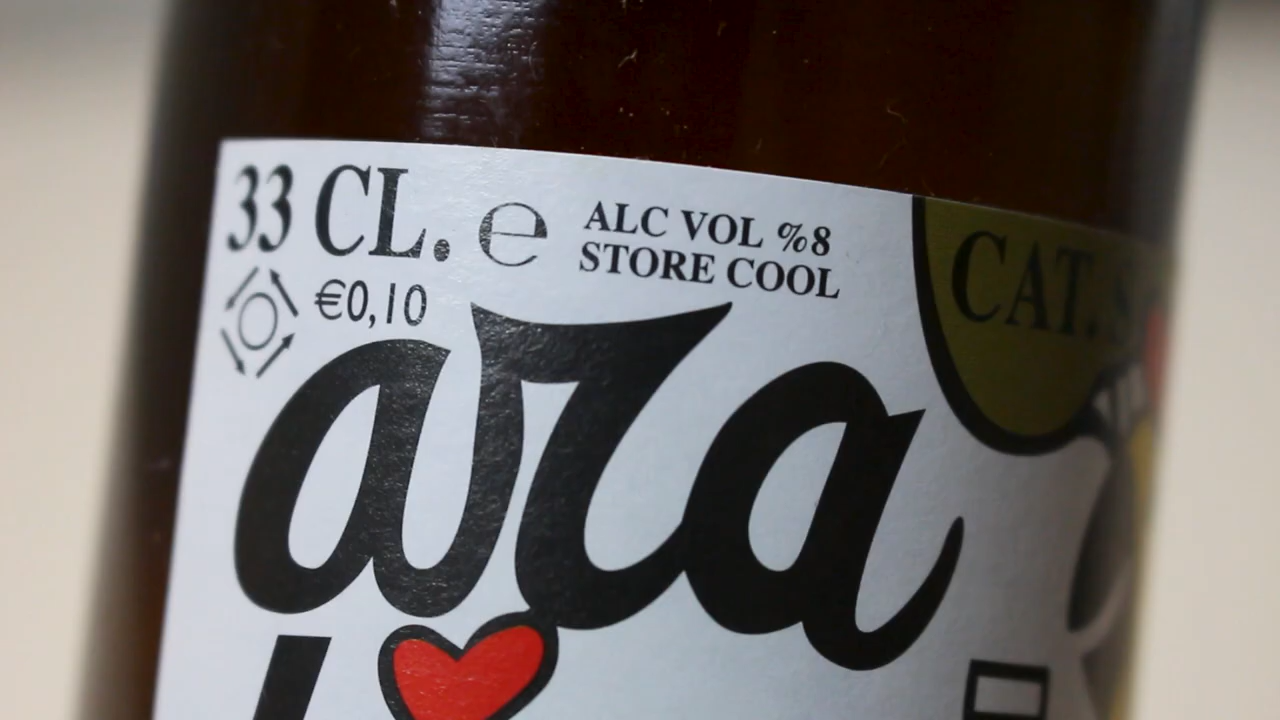 33 CL. ℮
ALC VOL %8
STORE COOL
€0,10
CAT.
ara